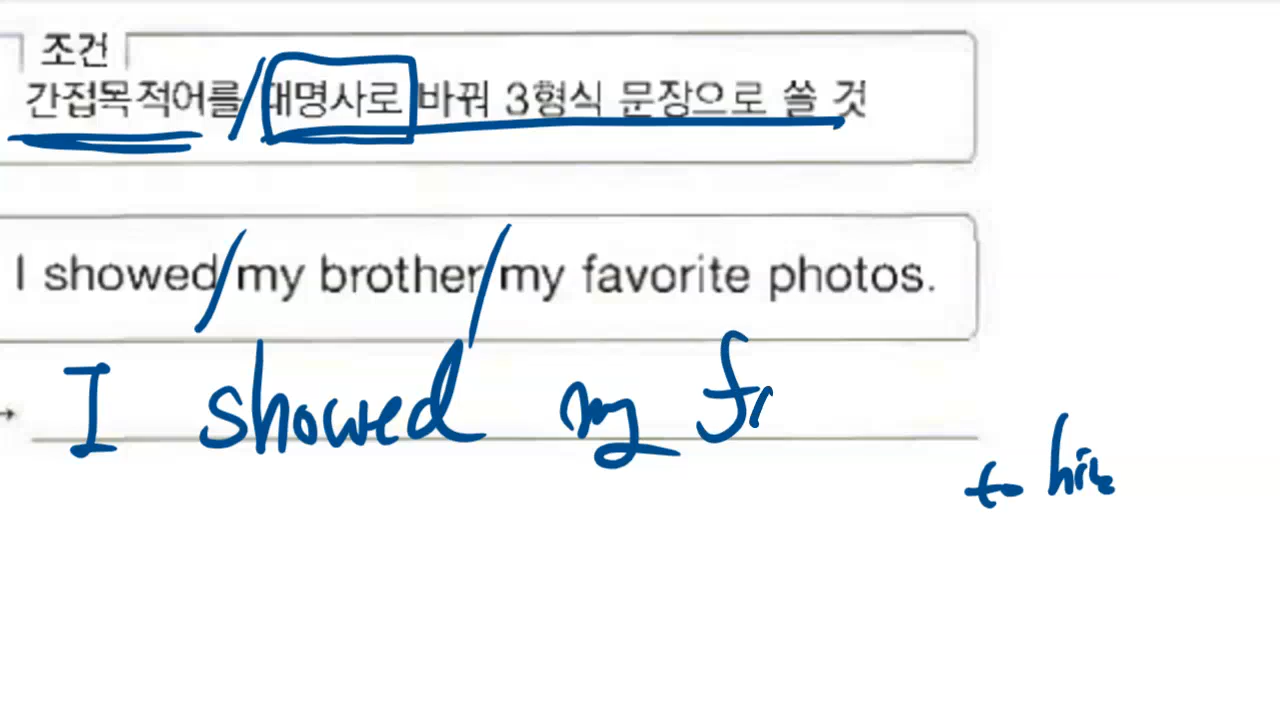 조건
간접목적어를 대명사로 바꿔 3형식 문장으로 쓸 것
I showed my brother my favorite photos.
→ I showed my fa
to him